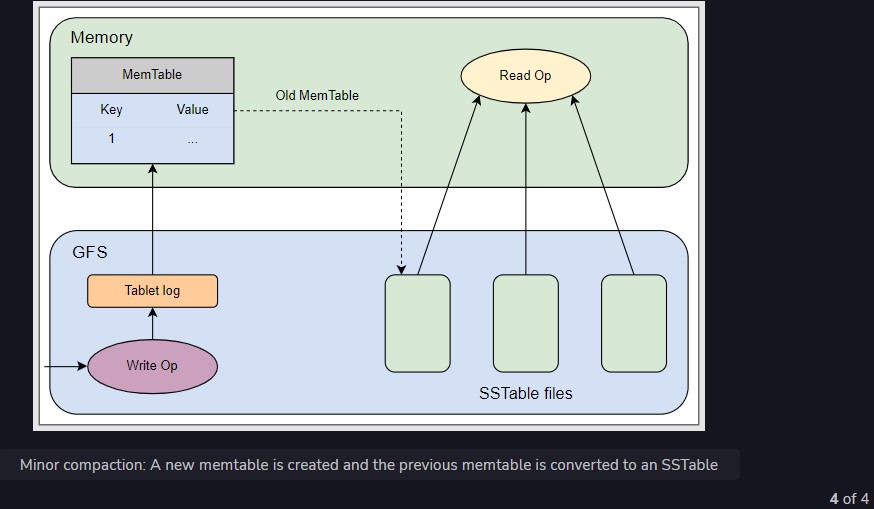 Memory
MemTable
Key Value
1 ...
Old MemTable
Read Op
GFS
Tablet log
Write Op
SSTable files
Minor compaction: A new memtable is created and the previous memtable is converted to an SSTable
4 of 4